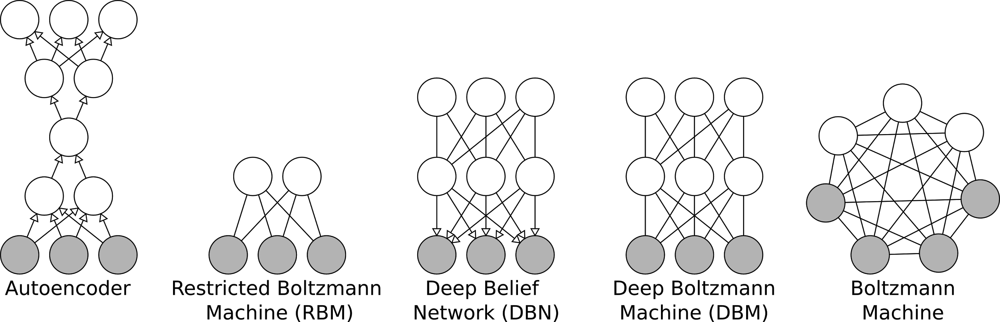 Autoencoder
Restricted Boltzmann
Machine (RBM)
Deep Belief
Network (DBN)
Deep Boltzmann
Machine (DBM)
Boltzmann
Machine